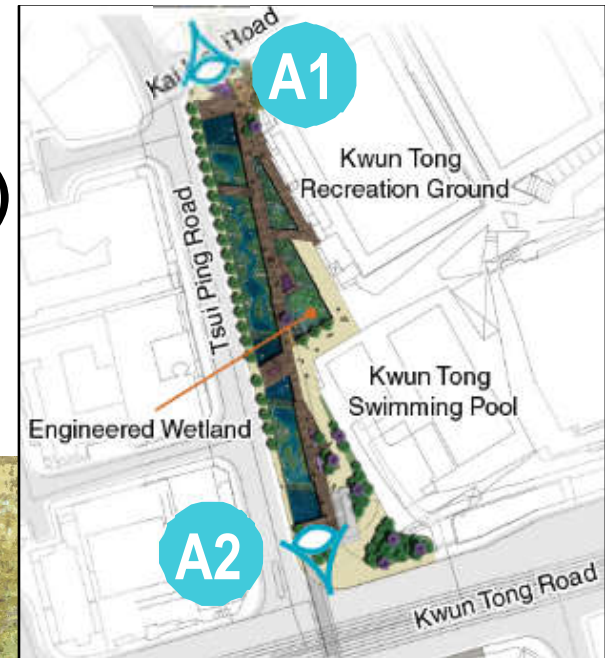 Road
A1
Kwun Tong
Recreation Ground
Tsui Ping Road
Kwun Tong
Swimming Pool
Engineered Wetland
A2
Kwun Tong Road
)